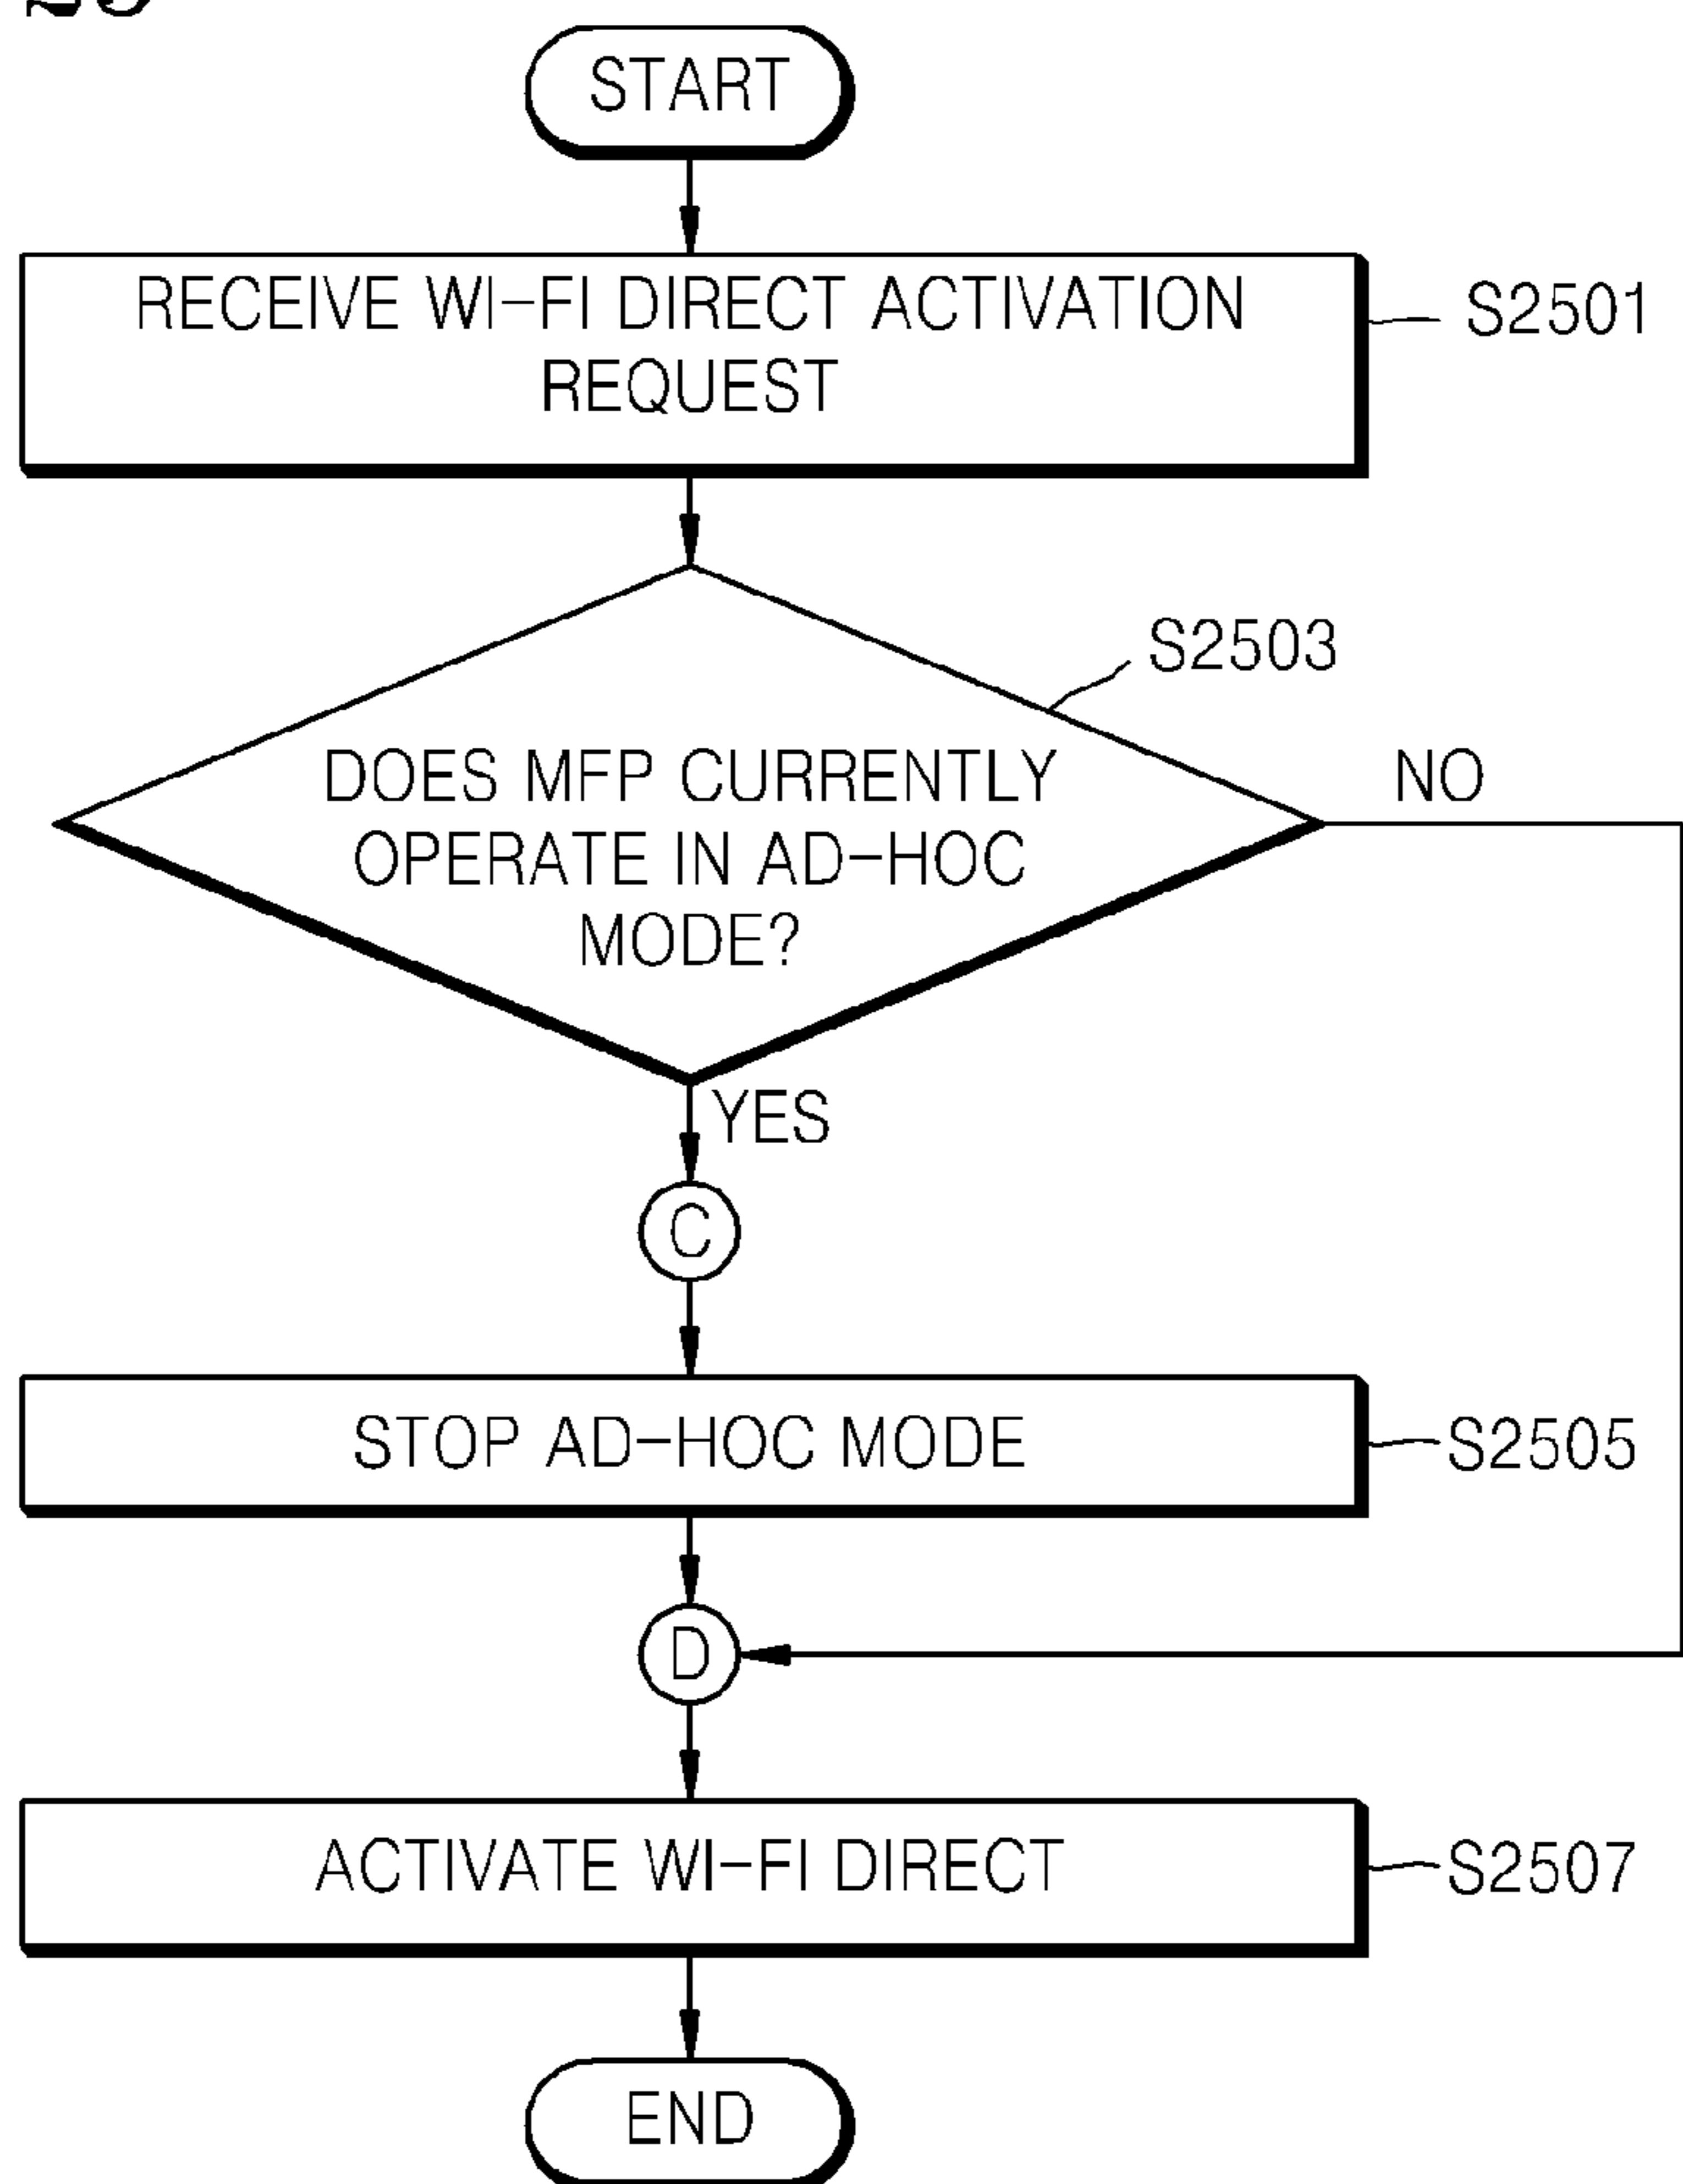 START
RECEIVE WI-FI DIRECT ACTIVATION
REQUEST
S2501
S2503
DOES MFP CURRENTLY
OPERATE IN AD-HOC
MODE?
NO
YES
C
STOP AD-HOC MODE
S2505
D
ACTIVATE WI-FI DIRECT
S2507
END